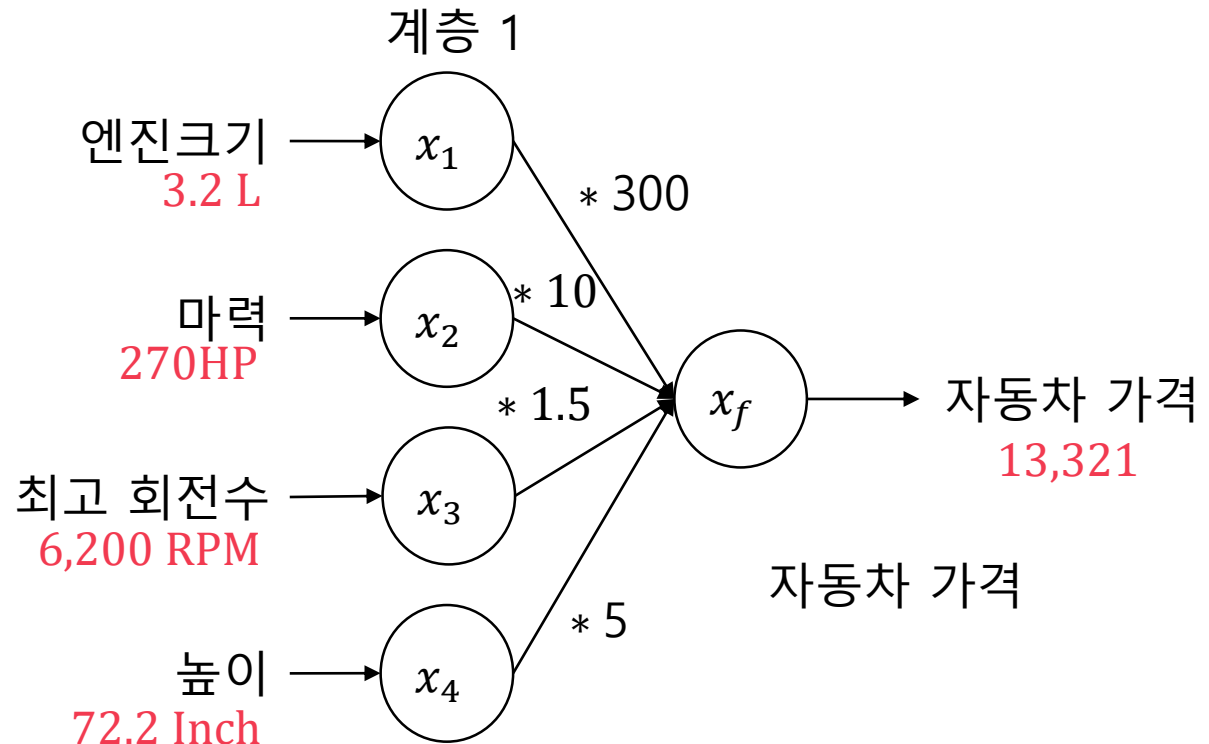 계층 1
엔진크기
3.2 L
x₁
* 300
마력
270HP
x₂
* 10
최고 회전수
6,200 RPM
x₃
* 1.5
높이
72.2 Inch
x₄
* 5
x_f
자동차 가격
13,321
자동차 가격